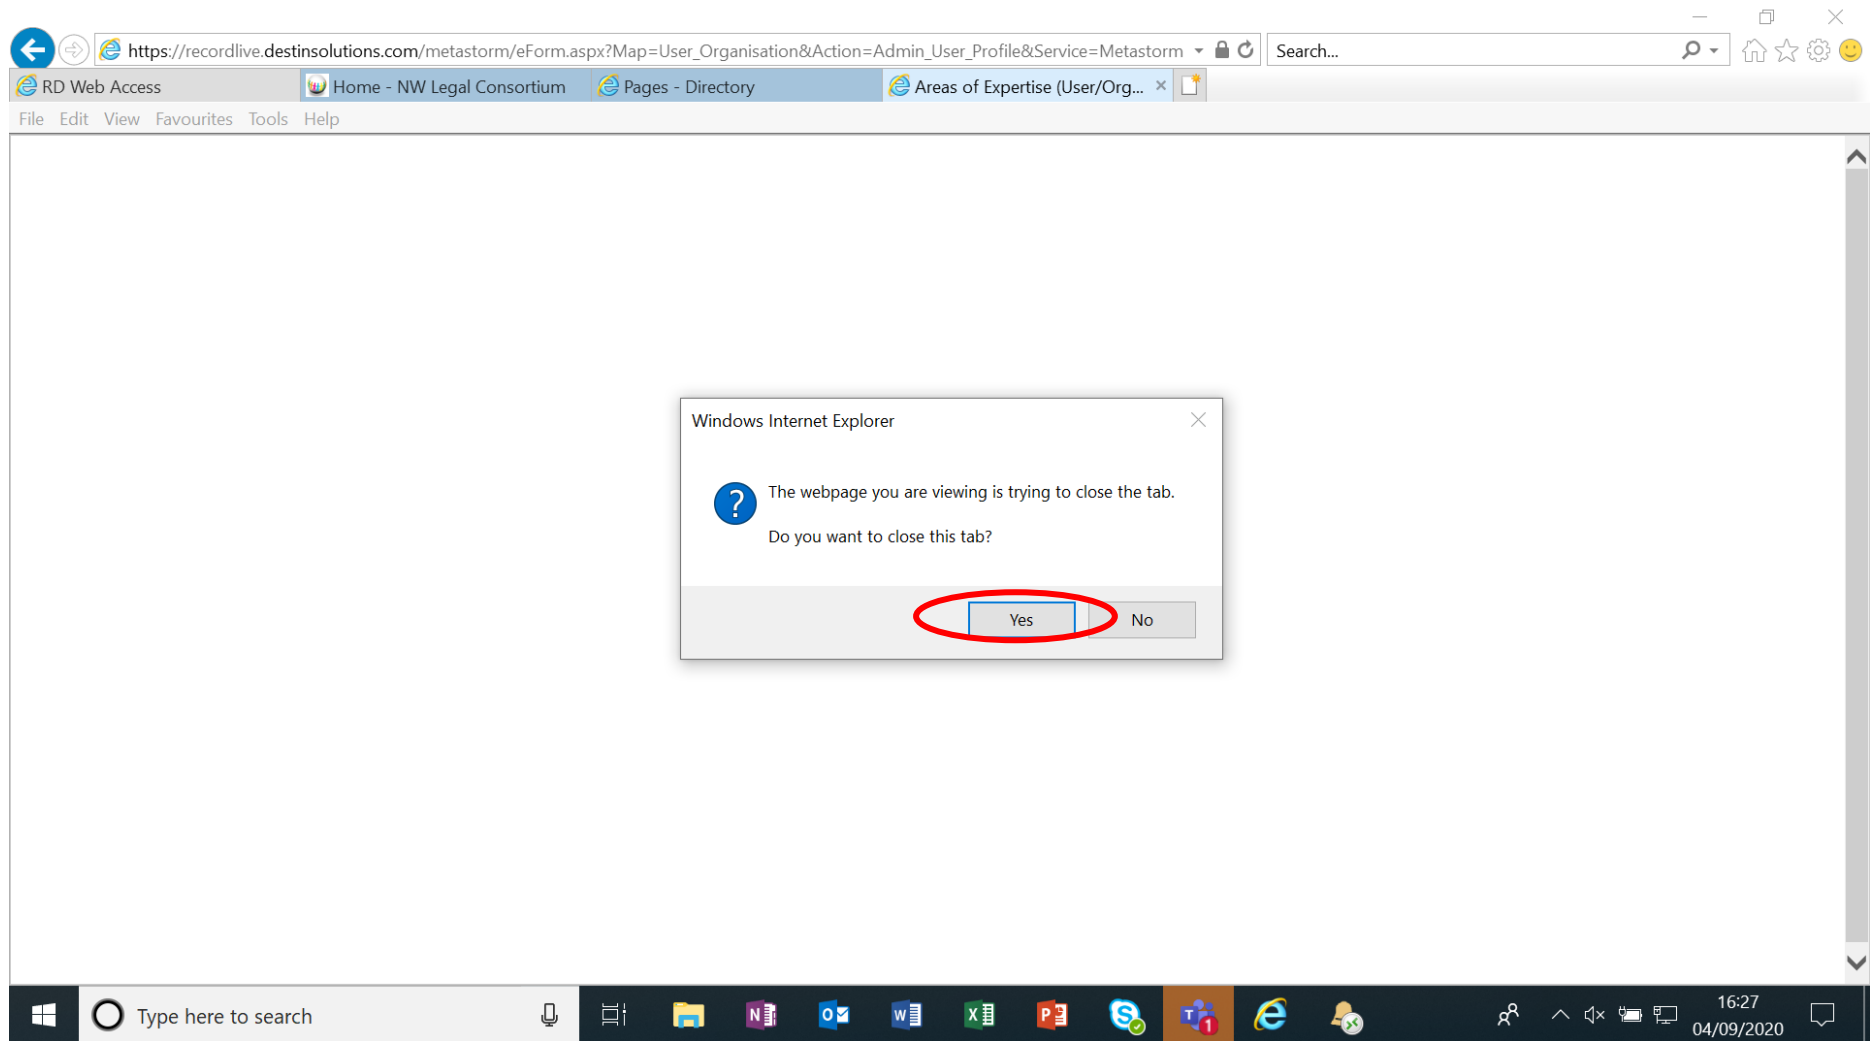 https://recordlive.destinsolutions.com/metastorm/eForm.aspx?Map=User_Organisation&Action=Admin_User_Profile&Service=Metastorm Search...
RD Web Access Home - NW Legal Consortium Pages - Directory Areas of Expertise (User/Org...
File Edit View Favourites Tools Help
Windows Internet Explorer
The webpage you are viewing is trying to close the tab.
Do you want to close this tab?
Yes No
Type here to search
16:27
04/09/2020